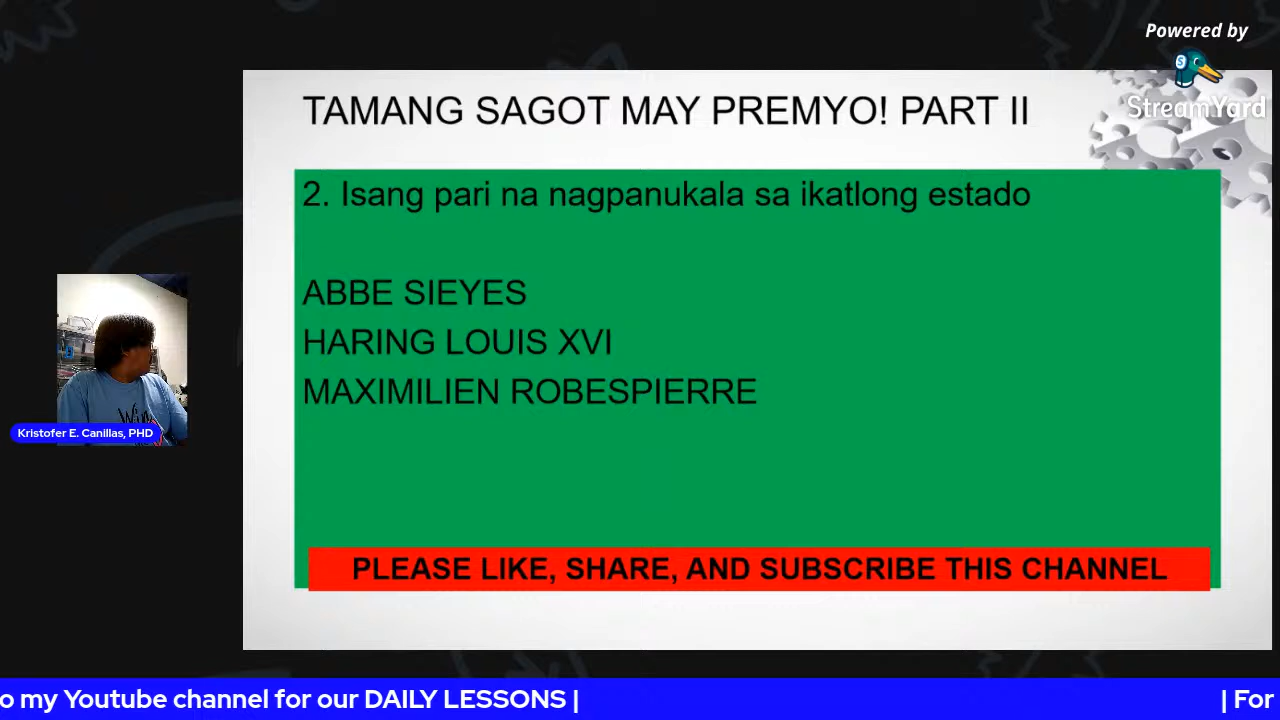 Powered by
StreamYard
TAMANG SAGOT MAY PREMYO! PART II
2. Isang pari na nagpanukala sa ikatlong estado
ABBE SIEYES
HARING LOUIS XVI
MAXIMILIEN ROBESPIERRE
Kristofer E. Canillas, PHD
PLEASE LIKE, SHARE, AND SUBSCRIBE THIS CHANNEL
o my Youtube channel for our DAILY LESSONS | | For